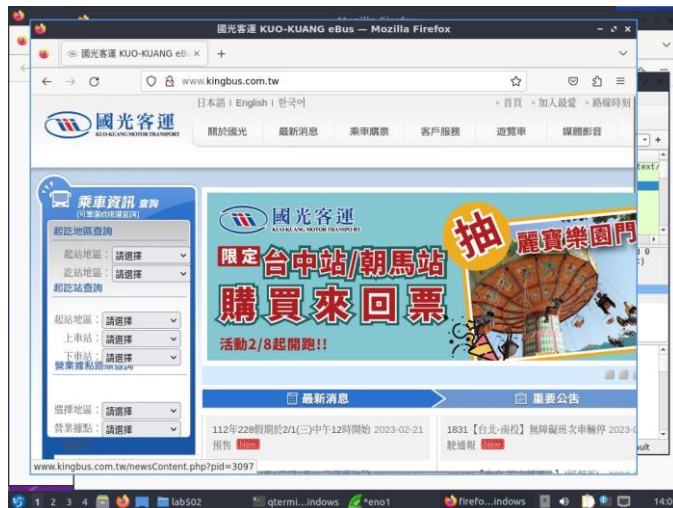 國光客運 KUO-KUANG eBus — Mozilla Firefox
國光客運 KUO-KUANG eBu
www.kingbus.com.tw
日本語 | English | 한국어
首頁
加入最愛
路線時刻
國光客運
KUO-KUANG MOTOR TRANSPORT
關於國光
最新消息
乘車購票
客戶服務
遊覽車
媒體影音
乘車資訊 查詢
起訖地區查詢
起站地區：請選擇
訖站地區：請選擇
起訖站查詢
起站地區：請選擇
上車站：請選擇
下車站：請選擇
選擇地區：請選擇
營業據點：請選擇
國光客運
KUO-KUANG MOTOR TRANSPORT
限定 台中站/朝馬站
購買來回票
活動2/8起開跑!!
抽
麗寶樂園門
最新消息
重要公告
112年228假期於2/1(三)中午12時開始 2023-02-21
預售 New
1831【台北-南投】無障礙班次車輛停 2023-0
駛通報 New
www.kingbus.com.tw/newsContent.php?pid=3097
text/
ault
1 2 3 4
lab502
qtermi...indows
*eno1
firefo...indows
14:0